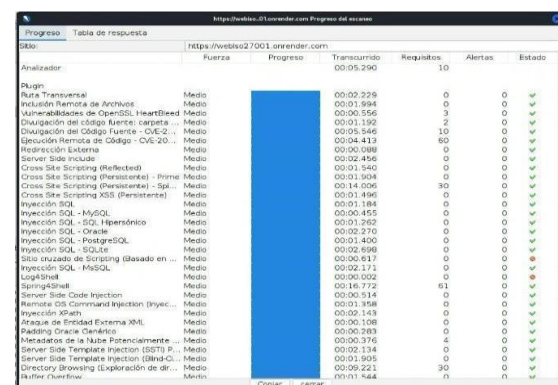 https://webiso..01.onrender.com Progreso del escaneo
Progreso Tabla de respuesta
Sitio: https://webiso27001.onrender.com
Fuerza Progreso Transcurrido Requisitos Alertas Estado
Analizador 00:05.290 10
Plugin
Ruta Transversal Medio 00:02.229 0 0
Inclusión Remota de Archivos Medio 00:01.994 0 0
Vulnerabilidades de OpenSSL HeartBleed Medio 00:00.556 3 0
Divulgación del código fuente: carpeta ... Medio 00:01.192 2 0
Divulgación del Código Fuente - CVE-2... Medio 00:05.546 10 0
Ejecución Remota de Código - CVE-20... Medio 00:04.413 60 0
Redirección Externa Medio 00:00.088 0 0
Server Side Include Medio 00:02.456 0 0
Cross Site Scripting (Reflected) Medio 00:01.540 0 0
Cross Site Scripting (Persistente) - Prime Medio 00:01.904 0 0
Cross Site Scripting (Persistente) - Spi... Medio 00:14.006 30 0
Cross Site Scripting XSS (Persistente) Medio 00:01.496 0 0
Inyección SQL Medio 00:01.184 0 0
Inyección SQL - MySQL Medio 00:00.455 0 0
Inyección SQL - SQL Hipersónico Medio 00:01.262 0 0
Inyección SQL - Oracle Medio 00:02.270 0 0
Inyección SQL - PostgreSQL Medio 00:01.400 0 0
Inyección SQL - SQLite Medio 00:02.698 0 0
Sitio cruzado de Scripting (Basado en ... Medio 00:00.617 0 0
Inyección SQL - MsSQL Medio 00:02.171 0 0
Log4Shell Medio 00:00.002 0 0
Spring4Shell Medio 00:16.772 61 0
Server Side Code Injection Medio 00:00.514 0 0
Remote OS Command Injection (Inyec... Medio 00:01.358 0 0
Inyección XPath Medio 00:02.143 0 0
Ataque de Entidad Externa XML Medio 00:00.108 0 0
Padding Oracle Genérico Medio 00:00.283 0 0
Metadatos de la Nube Potencialmente ... Medio 00:00.376 4 0
Server Side Template Injection (SSTI) P... Medio 00:02.134 0 0
Server Side Template Injection (Blind-C... Medio 00:01.905 0 0
Directory Browsing (Exploración de dir... Medio 00:09.221 30 0
Buffer Overflow Medio 00:01.544 0 0
Copiar cerrar